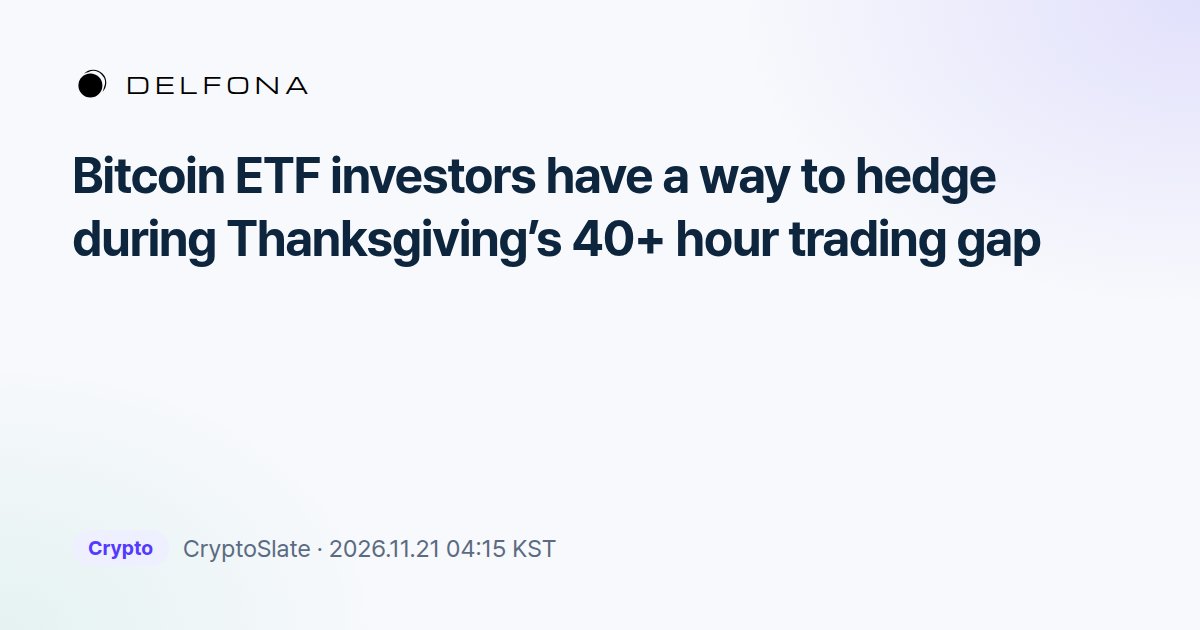 DELFONA
Bitcoin ETF investors have a way to hedge
during Thanksgiving’s 40+ hour trading gap
Crypto CryptoSlate · 2026.11.21 04:15 KST